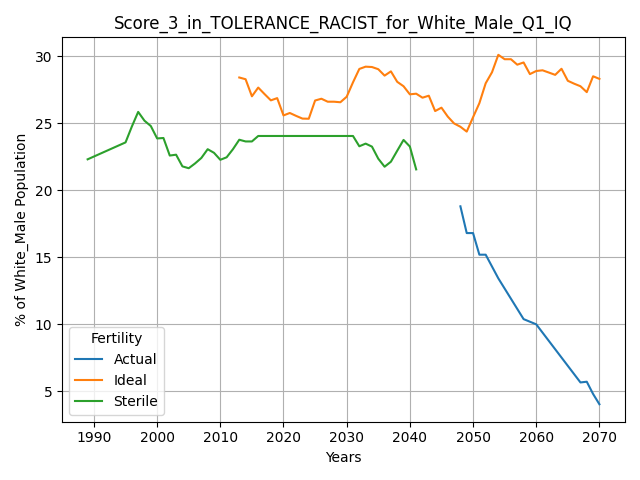 Score_3_in_TOLERANCE_RACIST_for_White_Male_Q1_IQ
% of White_Male Population
30
25
20
15
10
5
Fertility
Actual
Ideal
Sterile
1990 2000 2010 2020 2030 2040 2050 2060 2070
Years